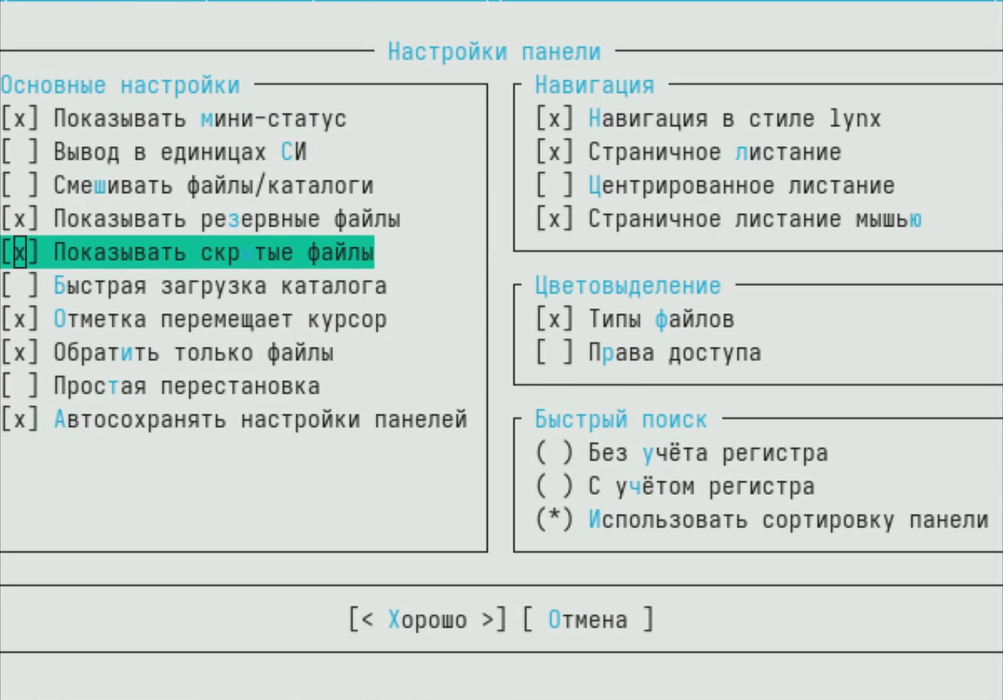 Настройки панели
Основные настройки
[x] Показывать мини-статус
[ ] Вывод в единицах СИ
[ ] Смешивать файлы/каталоги
[x] Показывать резервные файлы
[x] Показывать скрытые файлы
[ ] Быстрая загрузка каталога
[x] Отметка перемещает курсор
[x] Обратить только файлы
[ ] Простая перестановка
[x] Автосохранять настройки панелей
Навигация
[x] Навигация в стиле lynx
[x] Страничное листание
[ ] Центрированное листание
[x] Страничное листание мышью
Цветовыделение
[x] Типы файлов
[ ] Права доступа
Быстрый поиск
( ) Без учёта регистра
( ) С учётом регистра
(*) Использовать сортировку панели
[< Хорошо >] [ Отмена ]